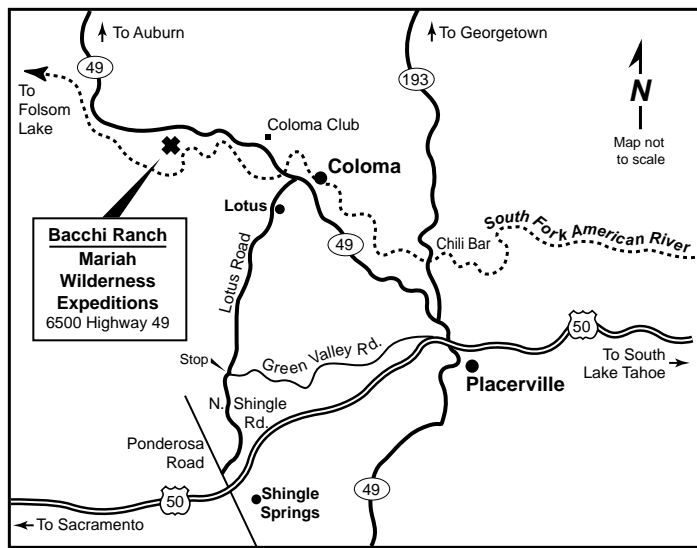 To Auburn
To Georgetown
49
193
To
Folsom
Lake
N
Map not
to scale
Coloma Club
Coloma
Lotus
South Fork American River
Chili Bar
Bacchi Ranch
Mariah
Wilderness
Expeditions
6500 Highway 49
Lotus Road
49
50
Green Valley Rd.
Stop
To South
Lake Tahoe
Placerville
N. Shingle
Rd.
Ponderosa
Road
50
Shingle
Springs
49
To Sacramento